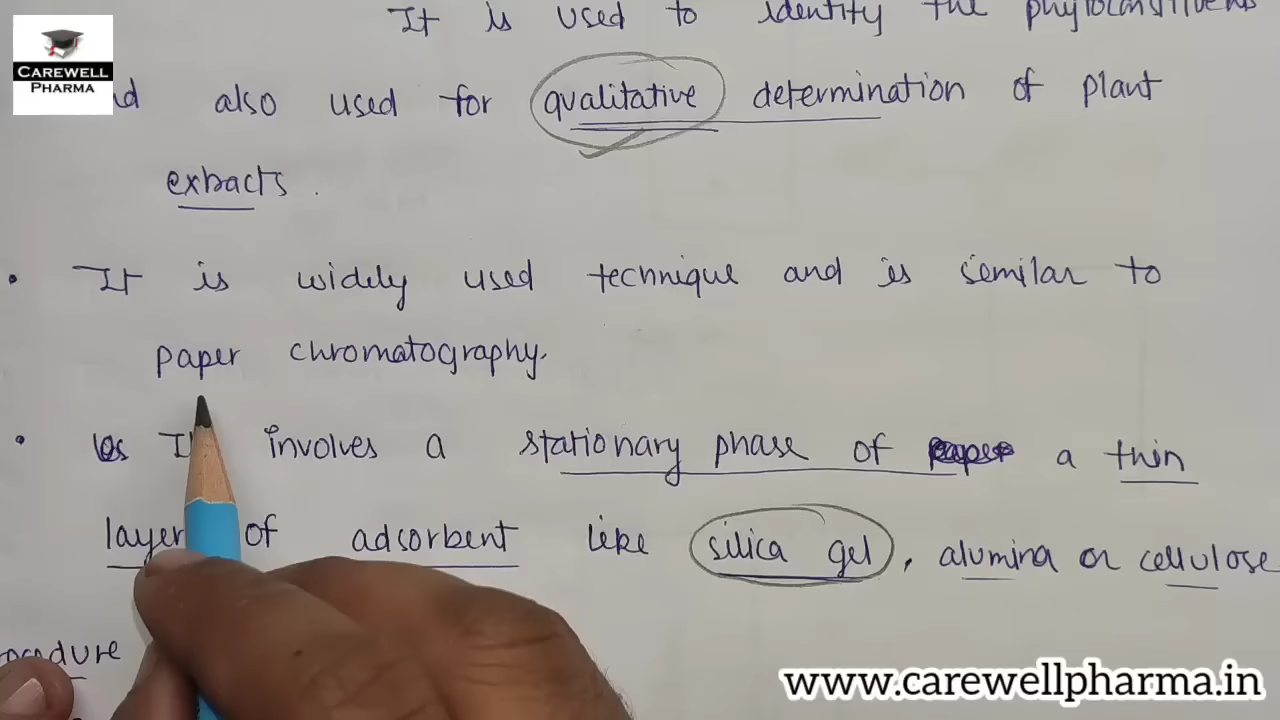 It is used to identity the phytoconstituents
CAREWELL
PHARMA
also used for qualitative determination of plant
extracts.
• It is widely used technique and is similar to
paper chromatography.
• It involves a stationary phase of a thin
layer of adsorbent like silica gel, alumina or cellulose
www.carewellpharma.in